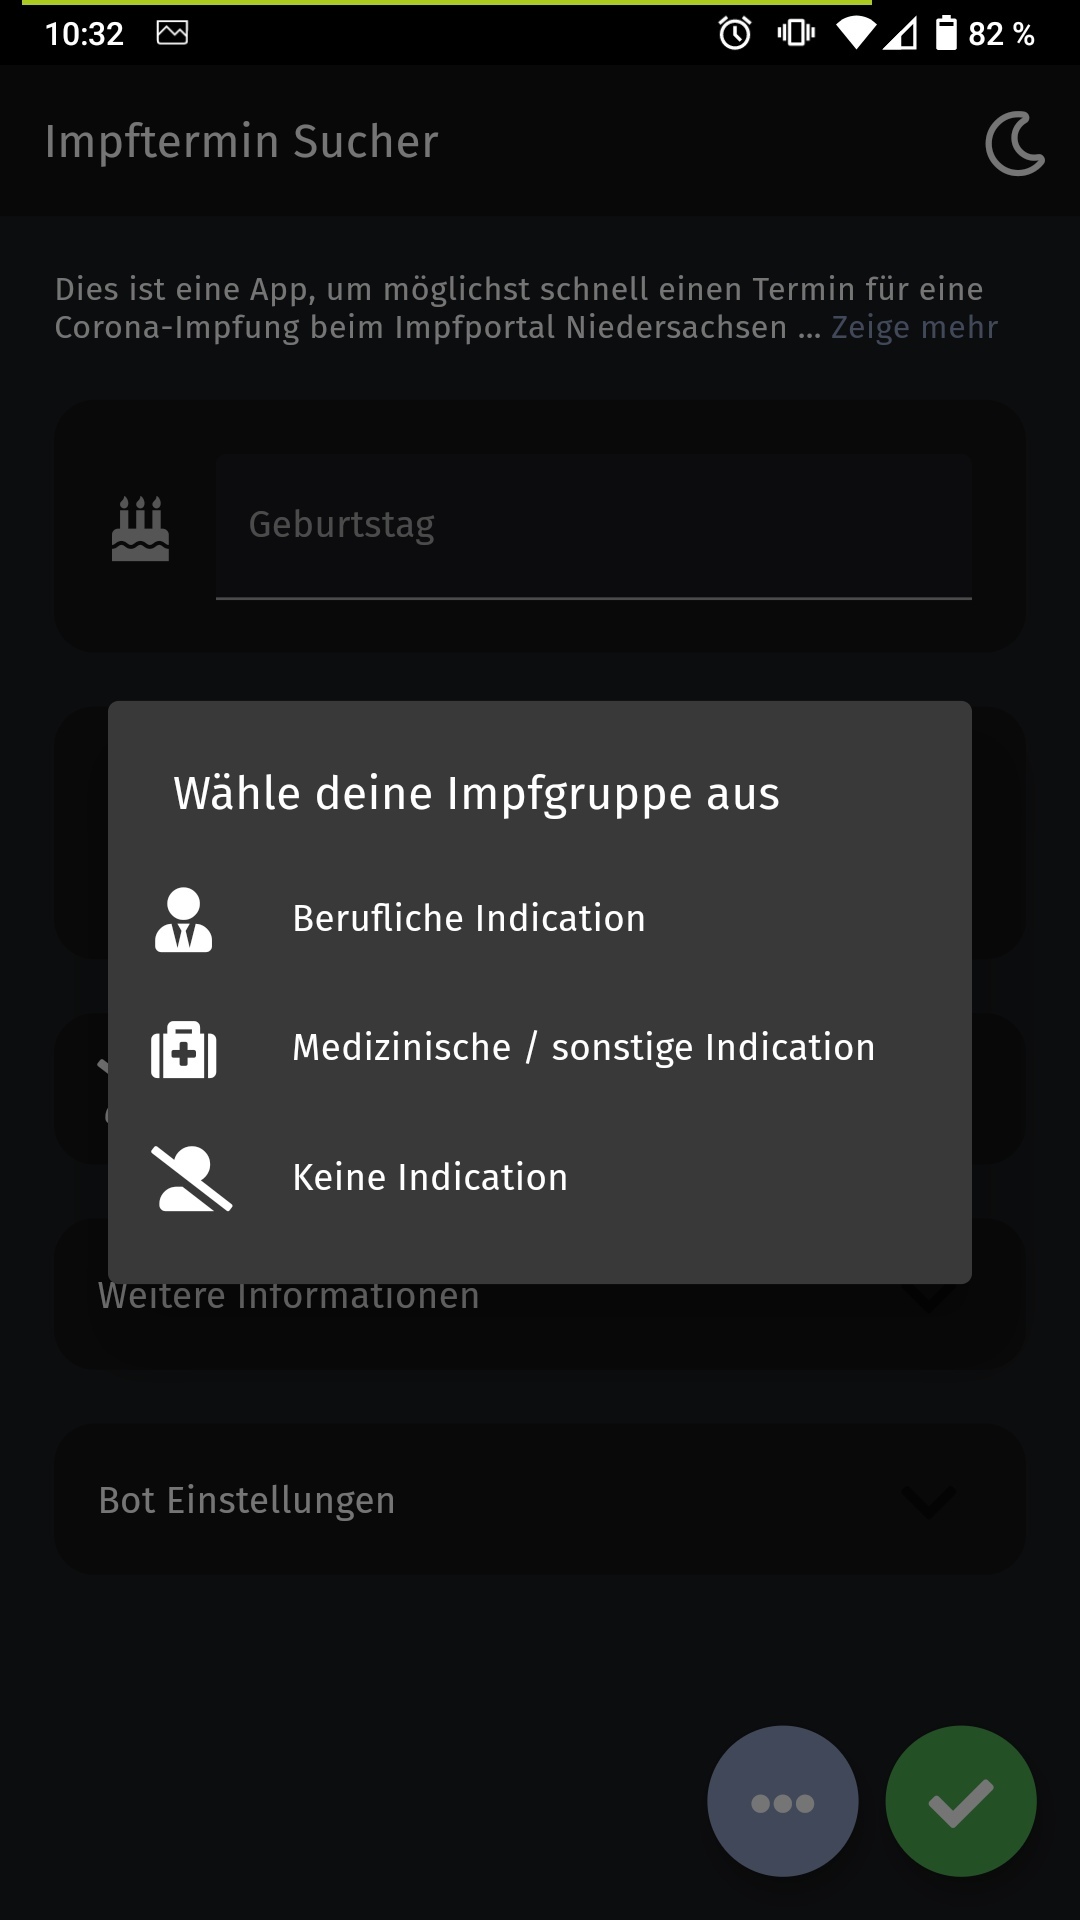 10:32
82 %
Impftermin Sucher
Dies ist eine App, um möglichst schnell einen Termin für eine
Corona-Impfung beim Impfportal Niedersachsen ... Zeige mehr
Geburtstag
Wähle deine Impfgruppe aus
Berufliche Indication
Medizinische / sonstige Indication
Keine Indication
Weitere Informationen
Bot Einstellungen